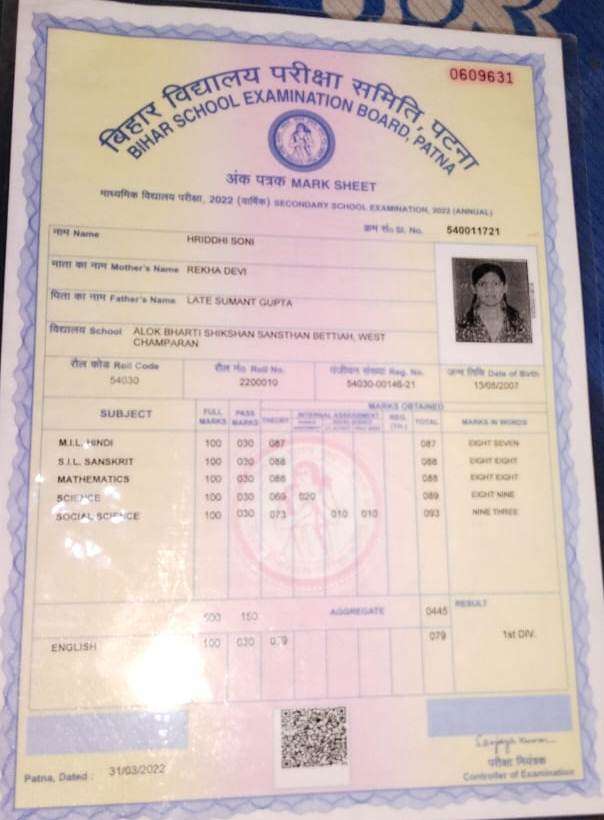 0609631
बिहार विद्यालय परीक्षा समिति, पटना
BIHAR SCHOOL EXAMINATION BOARD, PATNA
अंक पत्रक MARK SHEET
माध्यमिक विद्यालय परीक्षा, 2022 (वार्षिक) SECONDARY SCHOOL EXAMINATION, 2022 (ANNUAL)
क्रम सं० Sl. No. 540011721
नाम Name HRIDDHI SONI
माता का नाम Mother's Name REKHA DEVI
पिता का नाम Father's Name LATE SUMANT GUPTA
विद्यालय School ALOK BHARTI SHIKSHAN SANSTHAN BETTIAH, WEST
CHAMPARAN
रौल कोड Roll Code रौल नं० Roll No. पंजीयन संख्या Reg. No. जन्म तिथि Date of Birth
54030 2200010 54030-00146-21 13/08/2007
MARKS OBTAINED
SUBJECT FULL MARKS PASS MARKS THEORY INTERNAL ASSESSMENT REG. TOTAL MARKS IN WORDS
M.I.L. HINDI 100 030 087 087 EIGHT SEVEN
S.I.L. SANSKRIT 100 030 088 088 EIGHT EIGHT
MATHEMATICS 100 030 088 088 EIGHT EIGHT
SCIENCE 100 030 069 020 089 EIGHT NINE
SOCIAL SCIENCE 100 030 073 010 010 093 NINE THREE
500 150 AGGREGATE 0445 RESULT
ENGLISH 100 030 079 079 1st DIV.
Patna, Dated : 31/03/2022
परीक्षा नियंत्रक
Controller of Examination